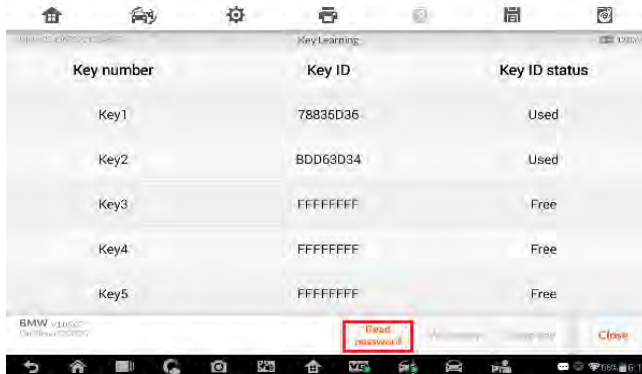 Key Learning
Key number Key ID Key ID status
Key1 78835D36 Used
Key2 BDD63D34 Used
Key3 FFFFFFFF Free
Key4 FFFFFFFF Free
Key5 FFFFFFFF Free
BMW
Read
password
Close